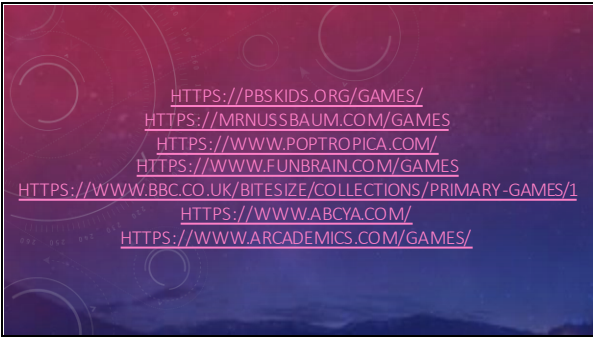 HTTPS://PBSKIDS.ORG/GAMES/
HTTPS://MRNUSSBAUM.COM/GAMES
HTTPS://WWW.POPTROPICA.COM/
HTTPS://WWW.FUNBRAIN.COM/GAMES
HTTPS://WWW.BBC.CO.UK/BITESIZE/COLLECTIONS/PRIMARY-GAMES/1
HTTPS://WWW.ABCYA.COM/
HTTPS://WWW.ARCADEMICS.COM/GAMES/